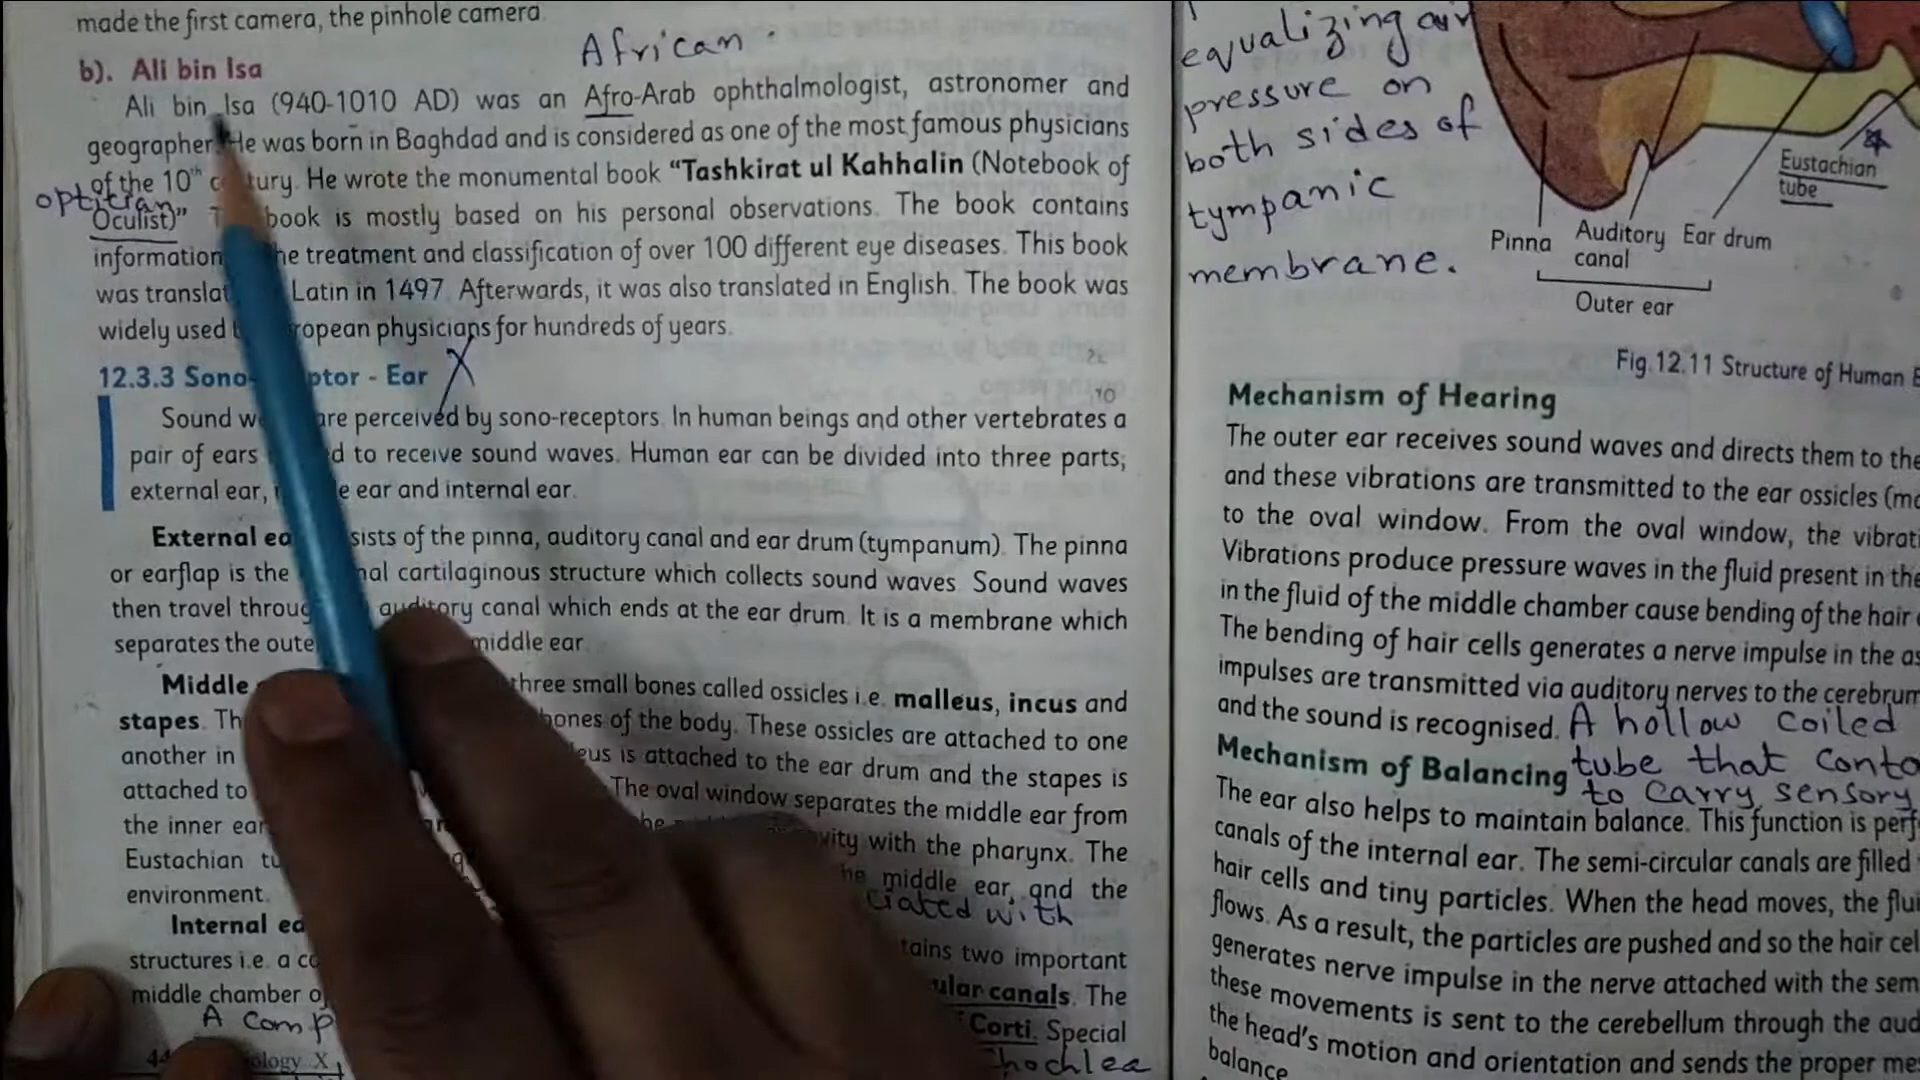 made the first camera, the pinhole camera.
African.
b). Ali bin Isa
Ali bin Isa (940-1010 AD) was an Afro-Arab ophthalmologist, astronomer and
geographer. He was born in Baghdad and is considered as one of the most famous physicians
of the 10th century. He wrote the monumental book “Tashkirat ul Kahhalin (Notebook of
optitian
Oculist)” book is mostly based on his personal observations. The book contains
information the treatment and classification of over 100 different eye diseases. This book
was Latin in 1497. Afterwards, it was also translated in English. The book was
widely used physicians for hundreds of years.
12.3.3 - Ear
X
Sound are perceived by sono-receptors. In human beings and other vertebrates a
pair of ears to receive sound waves. Human ear can be divided into three parts;
external ear, ear and internal ear.
External of the pinna, auditory canal and ear drum (tympanum). The pinna
or earflap is the cartilaginous structure which collects sound waves. Sound waves
then travel auditory canal which ends at the ear drum. It is a membrane which
separates the middle ear.
Middle three small bones called ossicles i.e. malleus, incus and
stapes. bones of the body. These ossicles are attached to one
another in is attached to the ear drum and the stapes is
attached to The oval window separates the middle ear from
the inner with the pharynx. The
Eustachian middle ear, and the
environment.
with
Internal two important
structures i.e. a canals. The
middle chamber Corti. Special
A
X
equalizing air
pressure on
both sides of
tympanic
membrane.
Eustachian
tube
Pinna
Auditory
canal
Ear drum
Outer ear
Fig.12.11 Structure of Human
Mechanism of Hearing
The outer ear receives sound waves and directs them to the
and these vibrations are transmitted to the ear ossicles
to the oval window. From the oval window, the
Vibrations produce pressure waves in the fluid present in the
in the fluid of the middle chamber cause bending of the hair
The bending of hair cells generates a nerve impulse in the
impulses are transmitted via auditory nerves to the
and the sound is recognised.
A hollow coiled
tube that
to carry sensory
Mechanism of Balancing
The ear also helps to maintain balance. This function is
canals of the internal ear. The semi-circular canals are filled
hair cells and tiny particles. When the head moves, the
flows. As a result, the particles are pushed and so the hair
generates nerve impulse in the nerve attached with the
these movements is sent to the cerebellum through the
the head's motion and orientation and sends the proper
balance